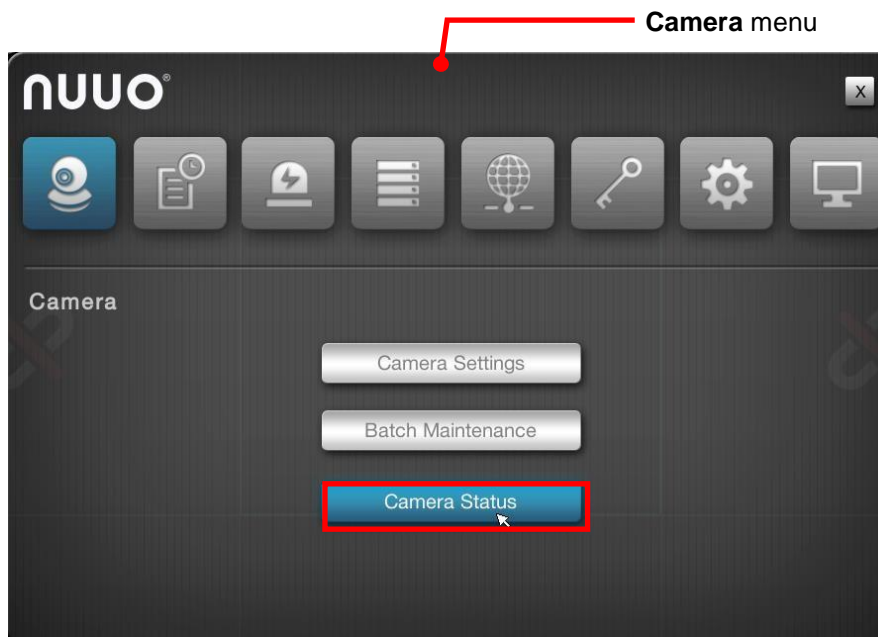 Camera menu
nuuo®
X
Camera
Camera Settings
Batch Maintenance
Camera Status